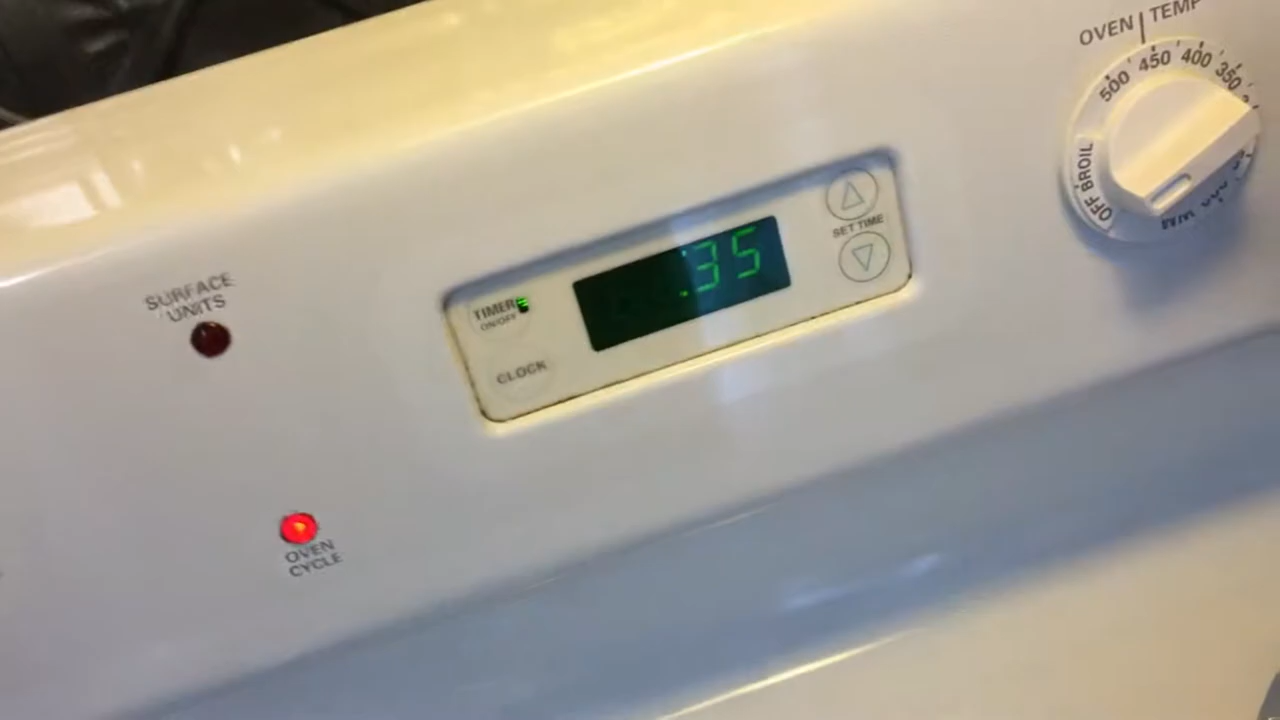 OVEN TEMP
500 450 400 350
BROIL
OFF
SURFACE
UNITS
TIMER
ON/OFF
CLOCK
:35
SET TIME
OVEN
CYCLE